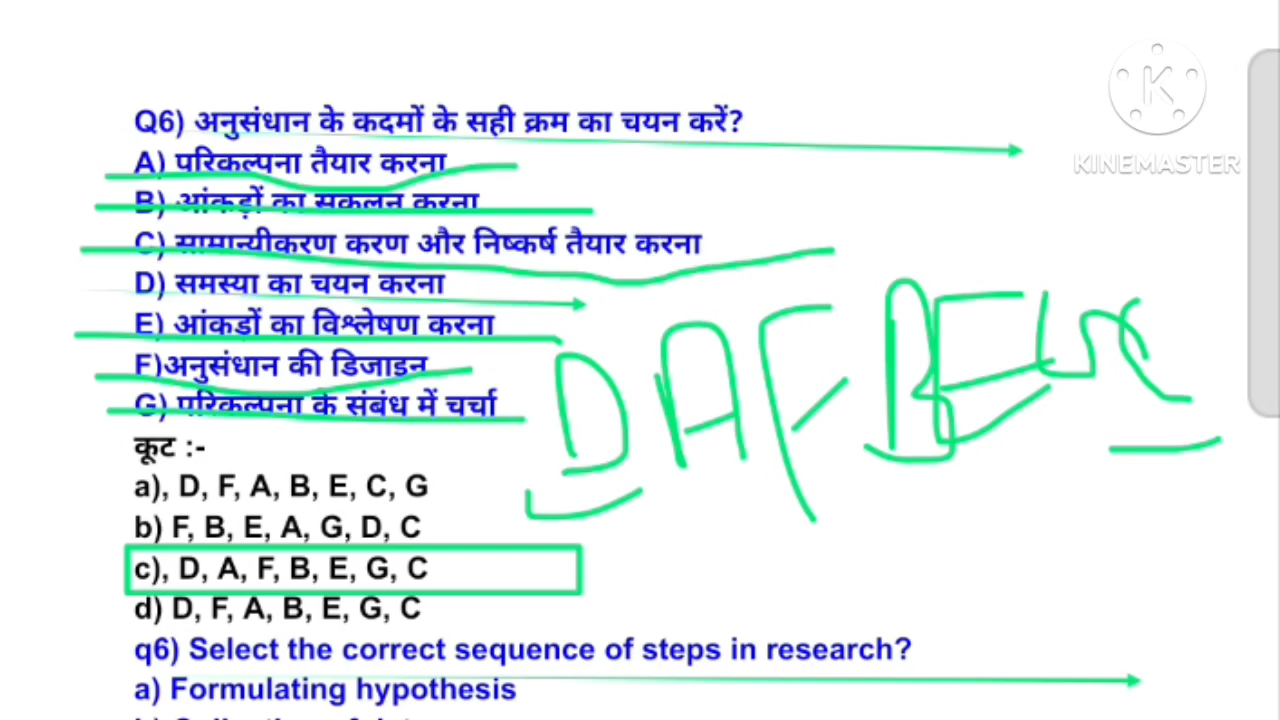 KINEMASTER
Q6) अनुसंधान के कदमों के सही क्रम का चयन करें?
A) परिकल्पना तैयार करना
B) आंकड़ों का सकलन करना
C) सामान्यीकरण करण और निष्कर्ष तैयार करना
D) समस्या का चयन करना
E) आंकडों का विश्लेषण करना
F)अनुसंधान की डिजाइन
G) परिकल्पना के संबंध में चर्चा
DAFBEGC
कूट :-
a), D, F, A, B, E, C, G
b) F, B, E, A, G, D, C
c), D, A, F, B, E, G, C
d) D, F, A, B, E, G, C
q6) Select the correct sequence of steps in research?
a) Formulating hypothesis